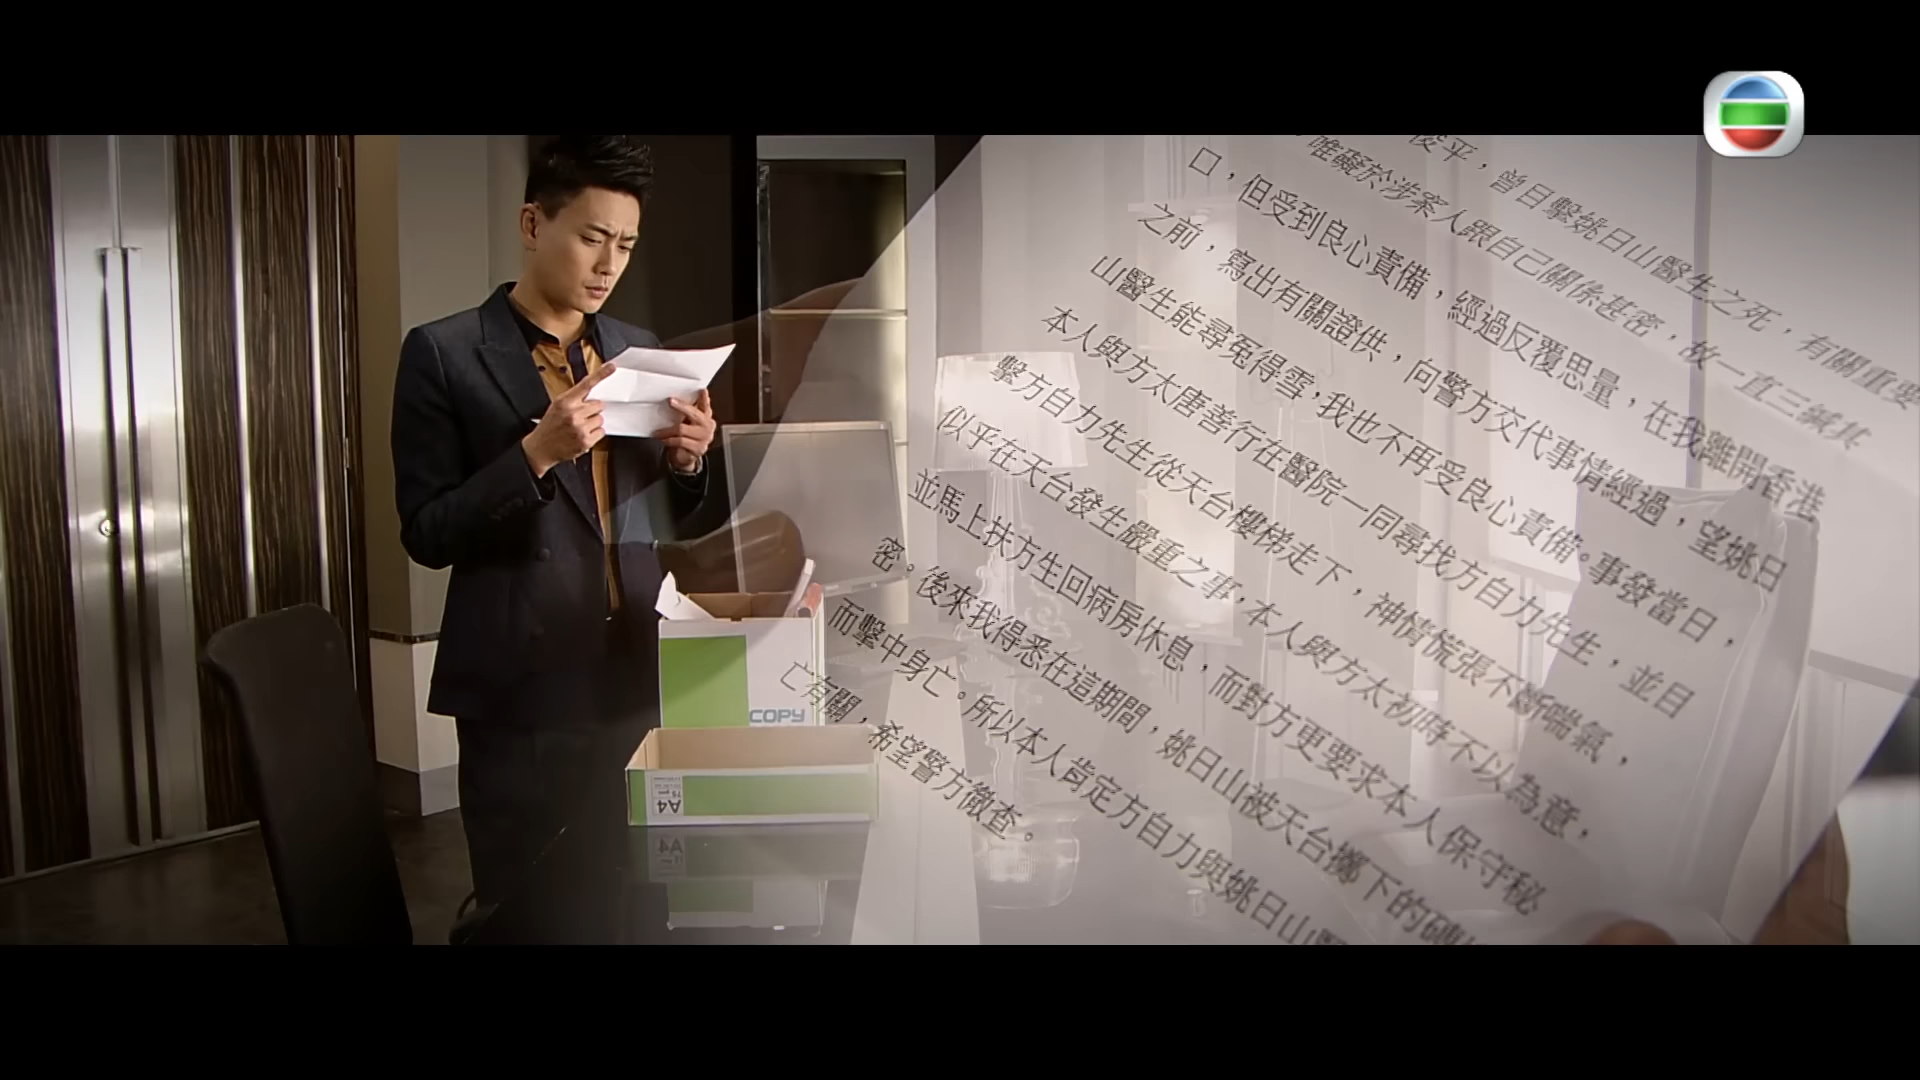 俊平，曾目擊姚日山醫生之死，有關重要
唯礙於涉案人跟自己關係甚密，故一直三緘其
口，但受到良心責備，經過反覆思量，在我離開香港
之前，寫出有關證供，向警方交代事情經過，望姚日
山醫生能尋冤得雪，我也不再受良心責備。事發當日，
本人與方太唐善行在醫院一同尋找方自力先生，並目
擊方自力先生從天台樓梯走下，神情慌張不斷喘氣，
似乎在天台發生嚴重之事，本人與方太初時不以為意，
並馬上扶方生回病房休息，而對方更要求本人保守秘
密。後來我得悉在這期間，姚日山被天台擲下的磚
而擊中身亡。所以本人肯定方自力與姚日山
亡有關，希望警方徹查。
COPY
A4